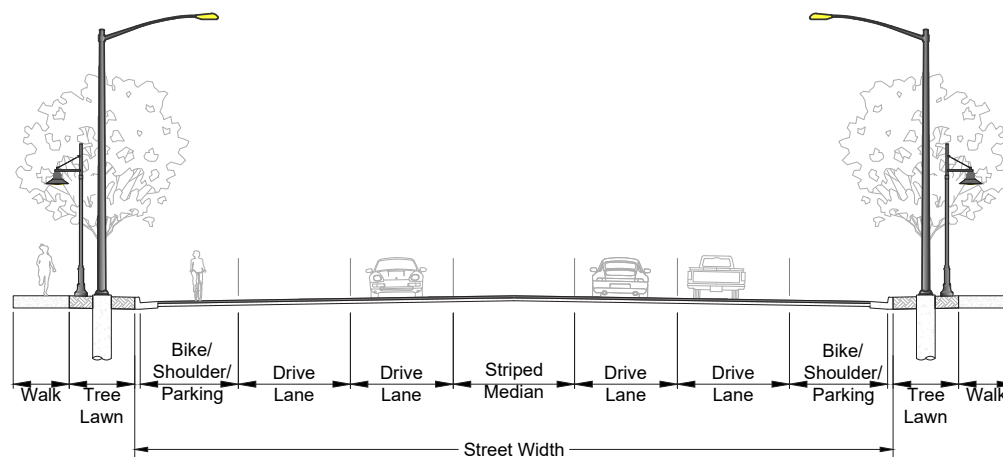 Walk
Tree
Lawn
Bike/
Shoulder/
Parking
Drive
Lane
Drive
Lane
Striped
Median
Drive
Lane
Drive
Lane
Bike/
Shoulder/
Parking
Tree
Lawn
Walk
Street Width